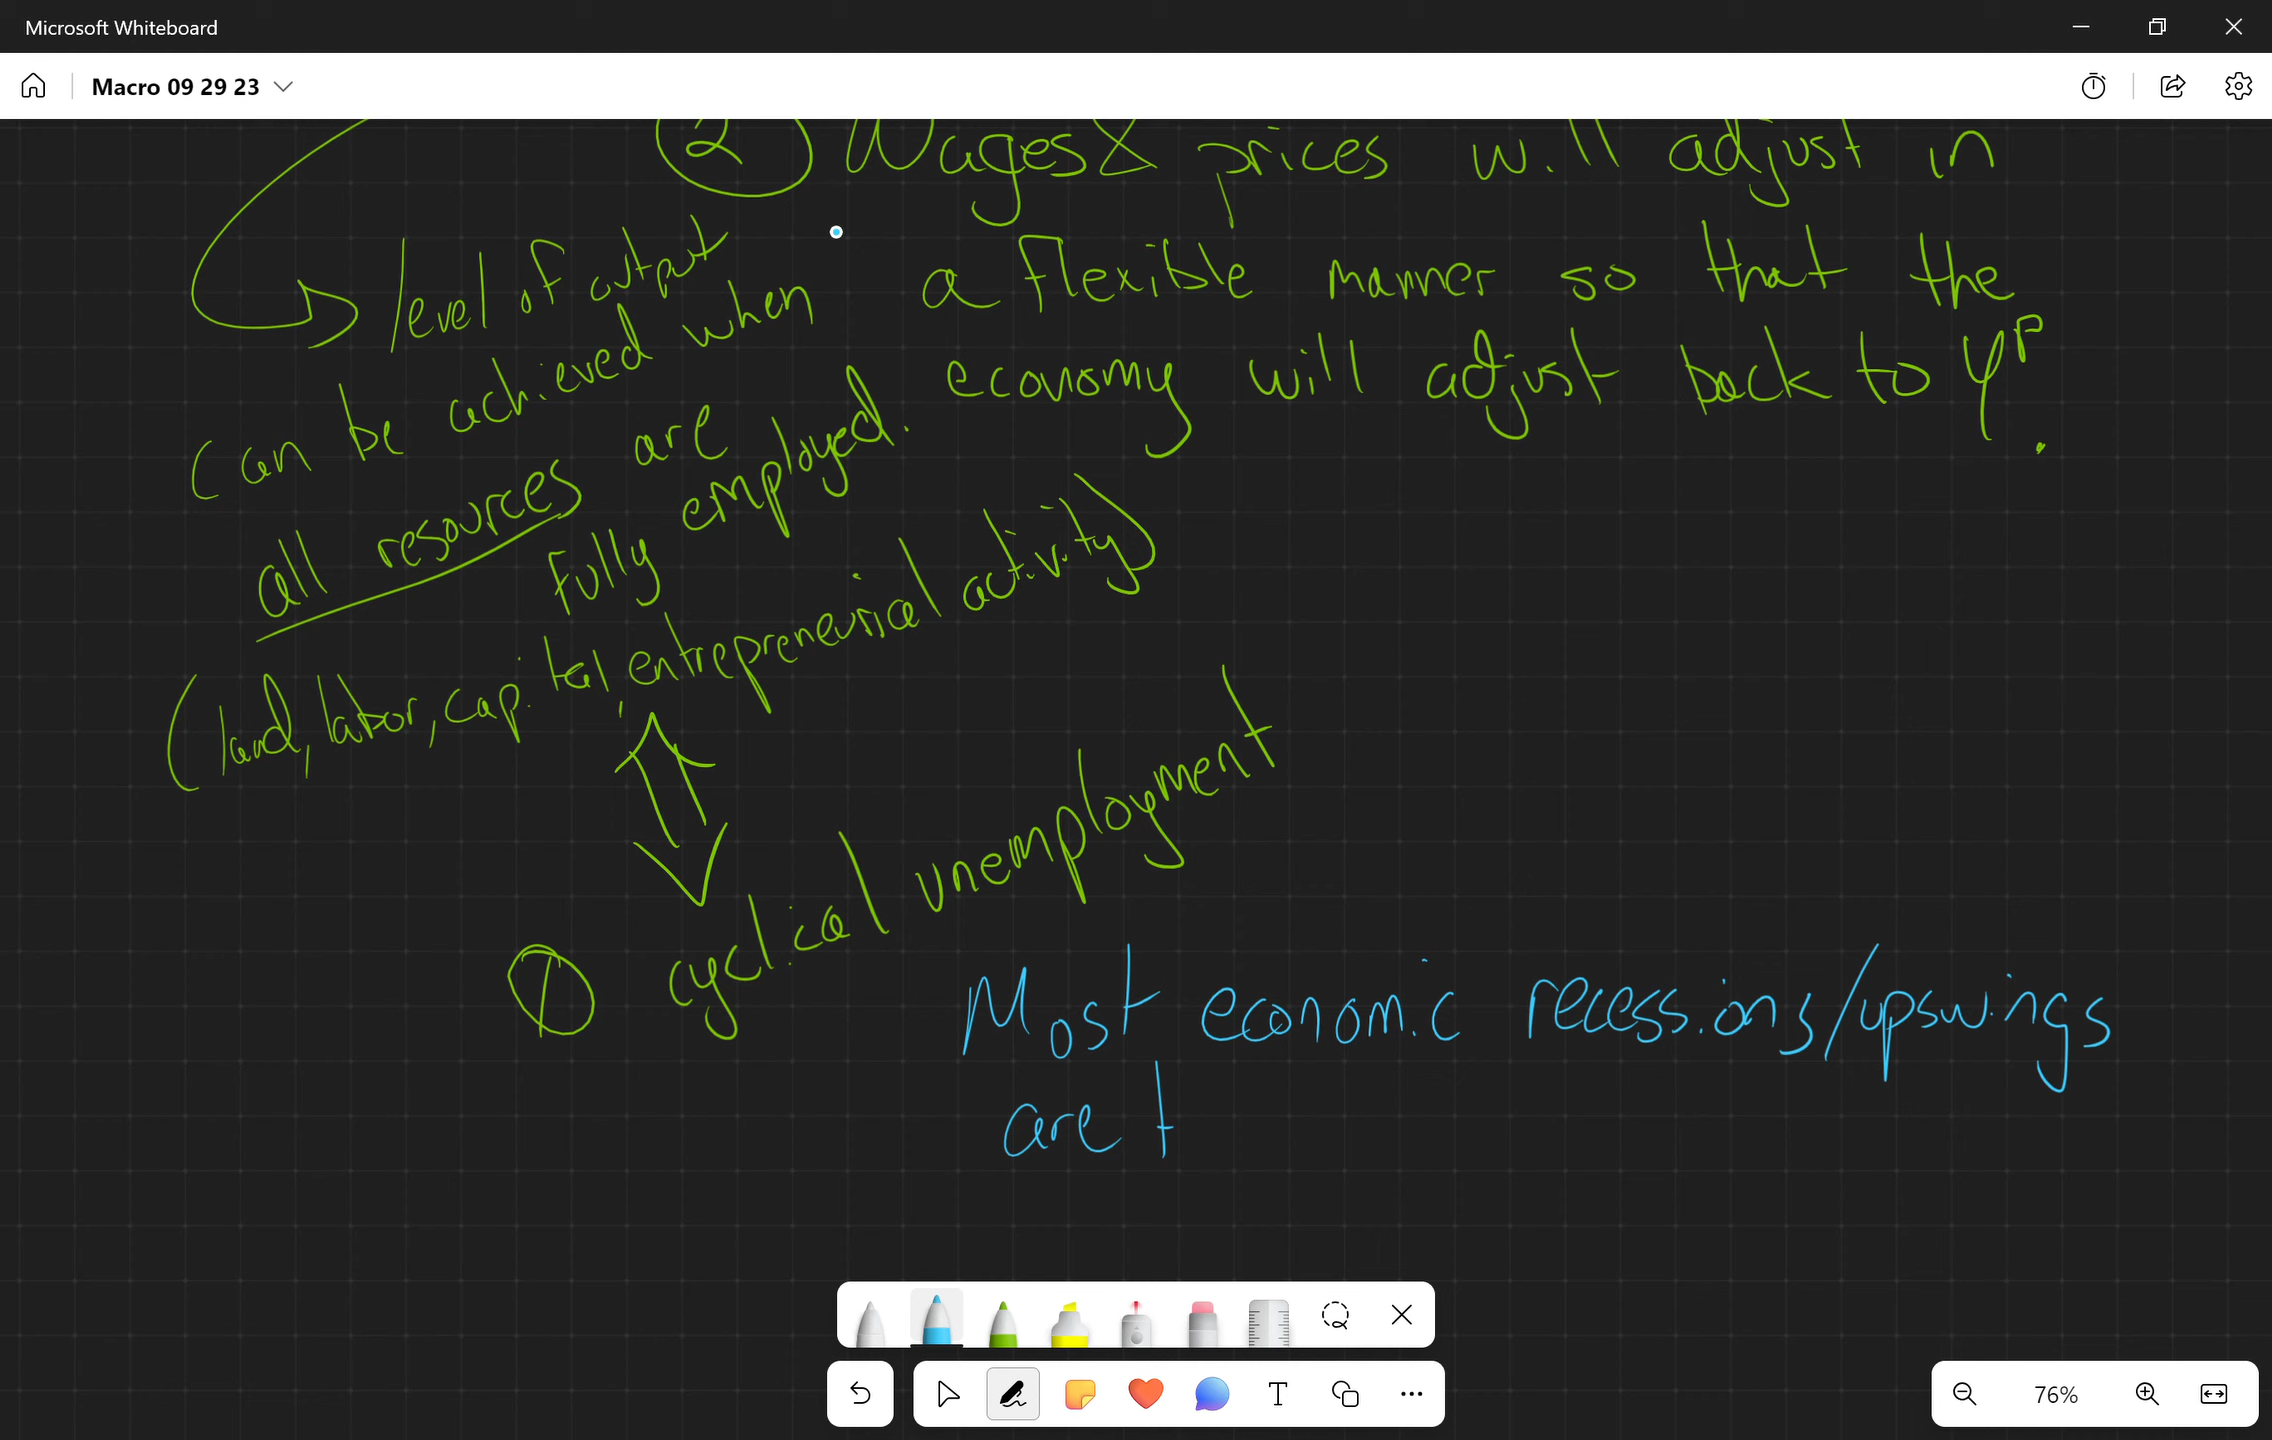 Microsoft Whiteboard
Macro 09 29 23
② Wages & prices will adjust in
a flexible manner so that the
economy will adjust back to Yᴾ.
level of output
can be achieved when
all resources are
fully employed.
(land, labor, capital, entrepreneurial activity)
cyclical unemployment
Most economic recessions/upswings
are t
76%